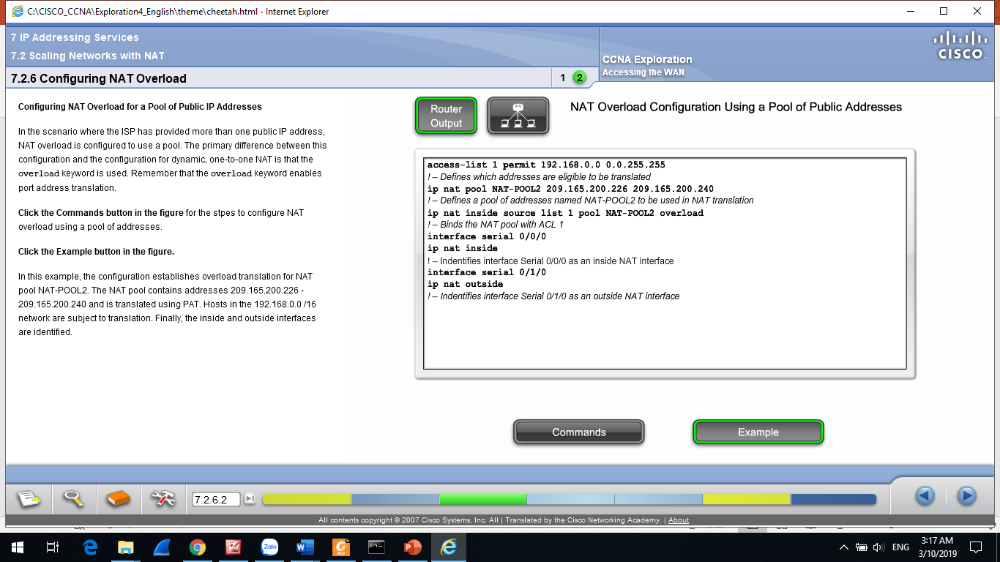 C:\CISCO_CCNA\Exploration4_English\theme\cheetah.html - Internet Explorer
7 IP Addressing Services
7.2 Scaling Networks with NAT
CCNA Exploration
Accessing the WAN
CISCO
7.2.6 Configuring NAT Overload
1 2
Configuring NAT Overload for a Pool of Public IP Addresses
In the scenario where the ISP has provided more than one public IP address,
NAT overload is configured to use a pool. The primary difference between this
configuration and the configuration for dynamic, one-to-one NAT is that the
overload keyword is used. Remember that the overload keyword enables
port address translation.
Click the Commands button in the figure for the stpes to configure NAT
overload using a pool of addresses.
Click the Example button in the figure.
In this example, the configuration establishes overload translation for NAT
pool NAT-POOL2. The NAT pool contains addresses 209.165.200.226 -
209.165.200.240 and is translated using PAT. Hosts in the 192.168.0.0 /16
network are subject to translation. Finally, the inside and outside interfaces
are identified.
Router
Output
NAT Overload Configuration Using a Pool of Public Addresses
access-list 1 permit 192.168.0.0 0.0.255.255
! – Defines which addresses are eligible to be translated
ip nat pool NAT-POOL2 209.165.200.226 209.165.200.240
! – Defines a pool of addresses named NAT-POOL2 to be used in NAT translation
ip nat inside source list 1 pool NAT-POOL2 overload
! – Binds the NAT pool with ACL 1
interface serial 0/0/0
ip nat inside
! – Indentifies interface Serial 0/0/0 as an inside NAT interface
interface serial 0/1/0
ip nat outside
! – Indentifies interface Serial 0/1/0 as an outside NAT interface
Commands
Example
7.2.6.2
All contents copyright © 2007 Cisco Systems, Inc. All | Translated by the Cisco Networking Academy. | About
Zalo
PDF
ENG
3:17 AM
3/10/2019